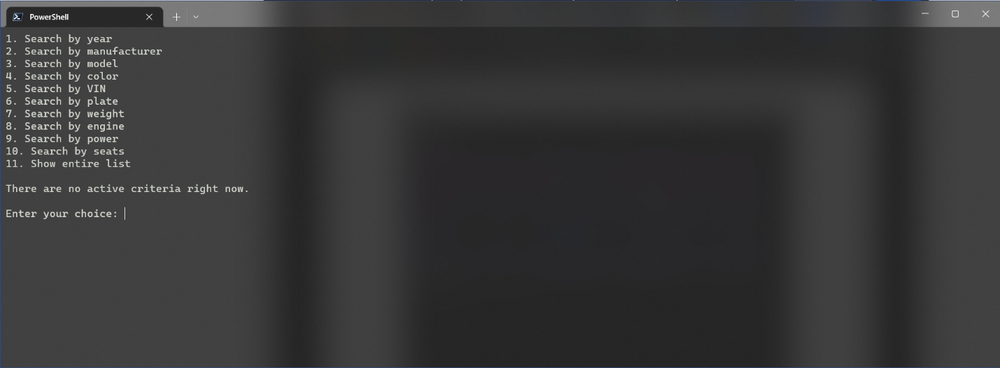 PowerShell
1. Search by year
2. Search by manufacturer
3. Search by model
4. Search by color
5. Search by VIN
6. Search by plate
7. Search by weight
8. Search by engine
9. Search by power
10. Search by seats
11. Show entire list
There are no active criteria right now.
Enter your choice: